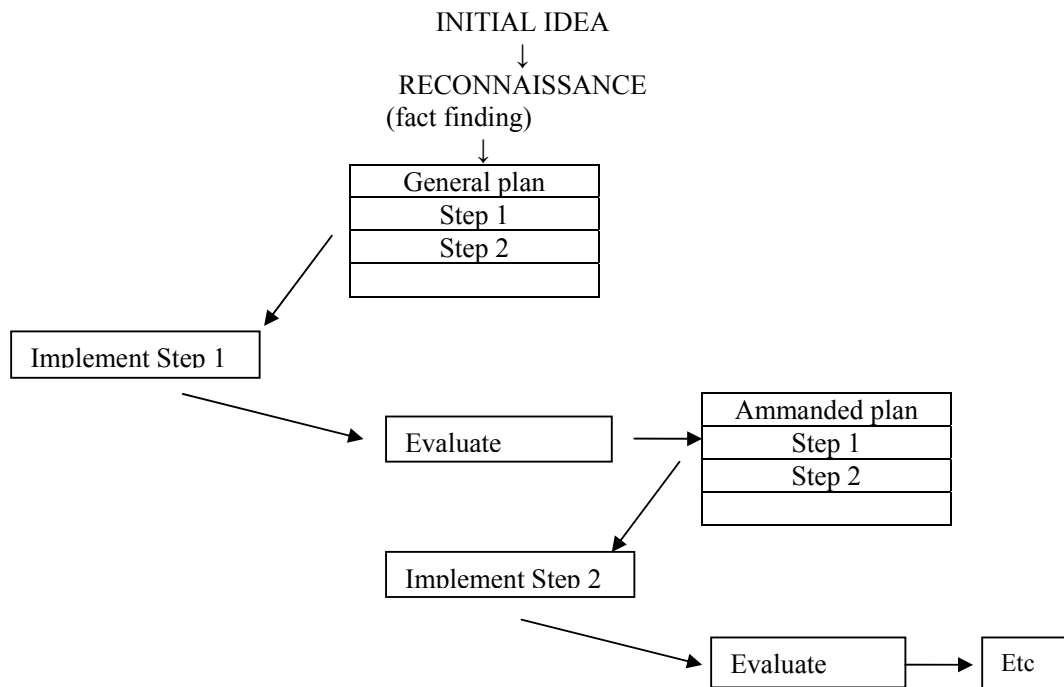 INITIAL IDEA
↓
RECONNAISSANCE
(fact finding)
↓
General plan
Step 1
Step 2
Implement Step 1
Evaluate
Ammanded plan
Step 1
Step 2
Implement Step 2
Evaluate
Etc